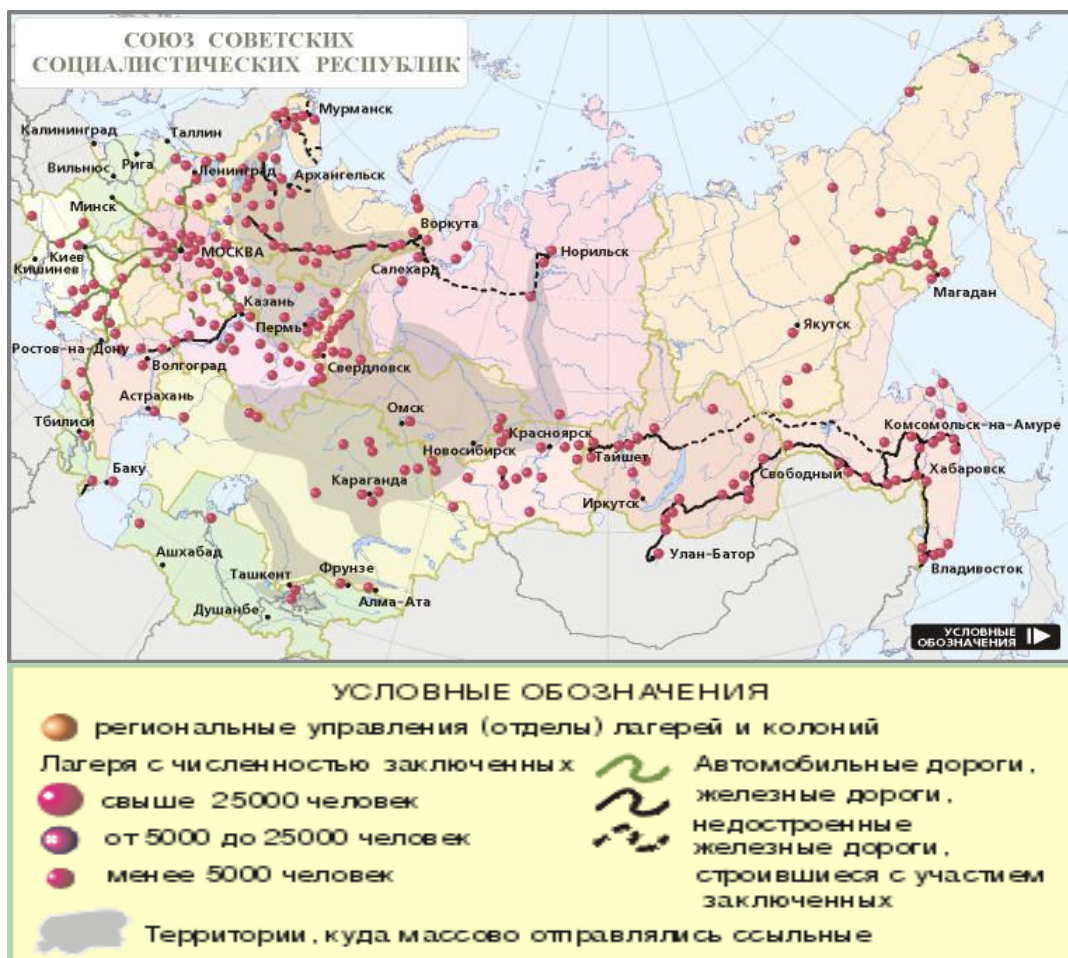 СОЮЗ СОВЕТСКИХ
СОЦИАЛИСТИЧЕСКИХ РЕСПУБЛИК
Мурманск
Калининград
Таллин
Вильнюс
Рига
Ленинград
Архангельск
Минск
Воркута
Норильск
Киев
МОСКВА
Кишинев
Салехард
Магадан
Казань
Пермь
Якутск
Ростов-на-Дону
Волгоград
Свердловск
Астрахань
Омск
Красноярск
Комсомольск-на-Амуре
Тбилиси
Новосибирск
Тайшет
Свободный
Хабаровск
Баку
Караганда
Иркутск
Улан-Батор
Ашхабад
Владивосток
Ташкент
Фрунзе
Алма-Ата
Душанбе
УСЛОВНЫЕ
ОБОЗНАЧЕНИЯ
УСЛОВНЫЕ ОБОЗНАЧЕНИЯ
региональные управления (отделы) лагерей и колоний
Лагеря с численностью заключенных
свыше 25000 человек
от 5000 до 25000 человек
менее 5000 человек
Автомобильные дороги,
железные дороги,
недостроенные
железные дороги,
строившиеся с участием
заключенных
Территории, куда массово отправлялись ссыльные